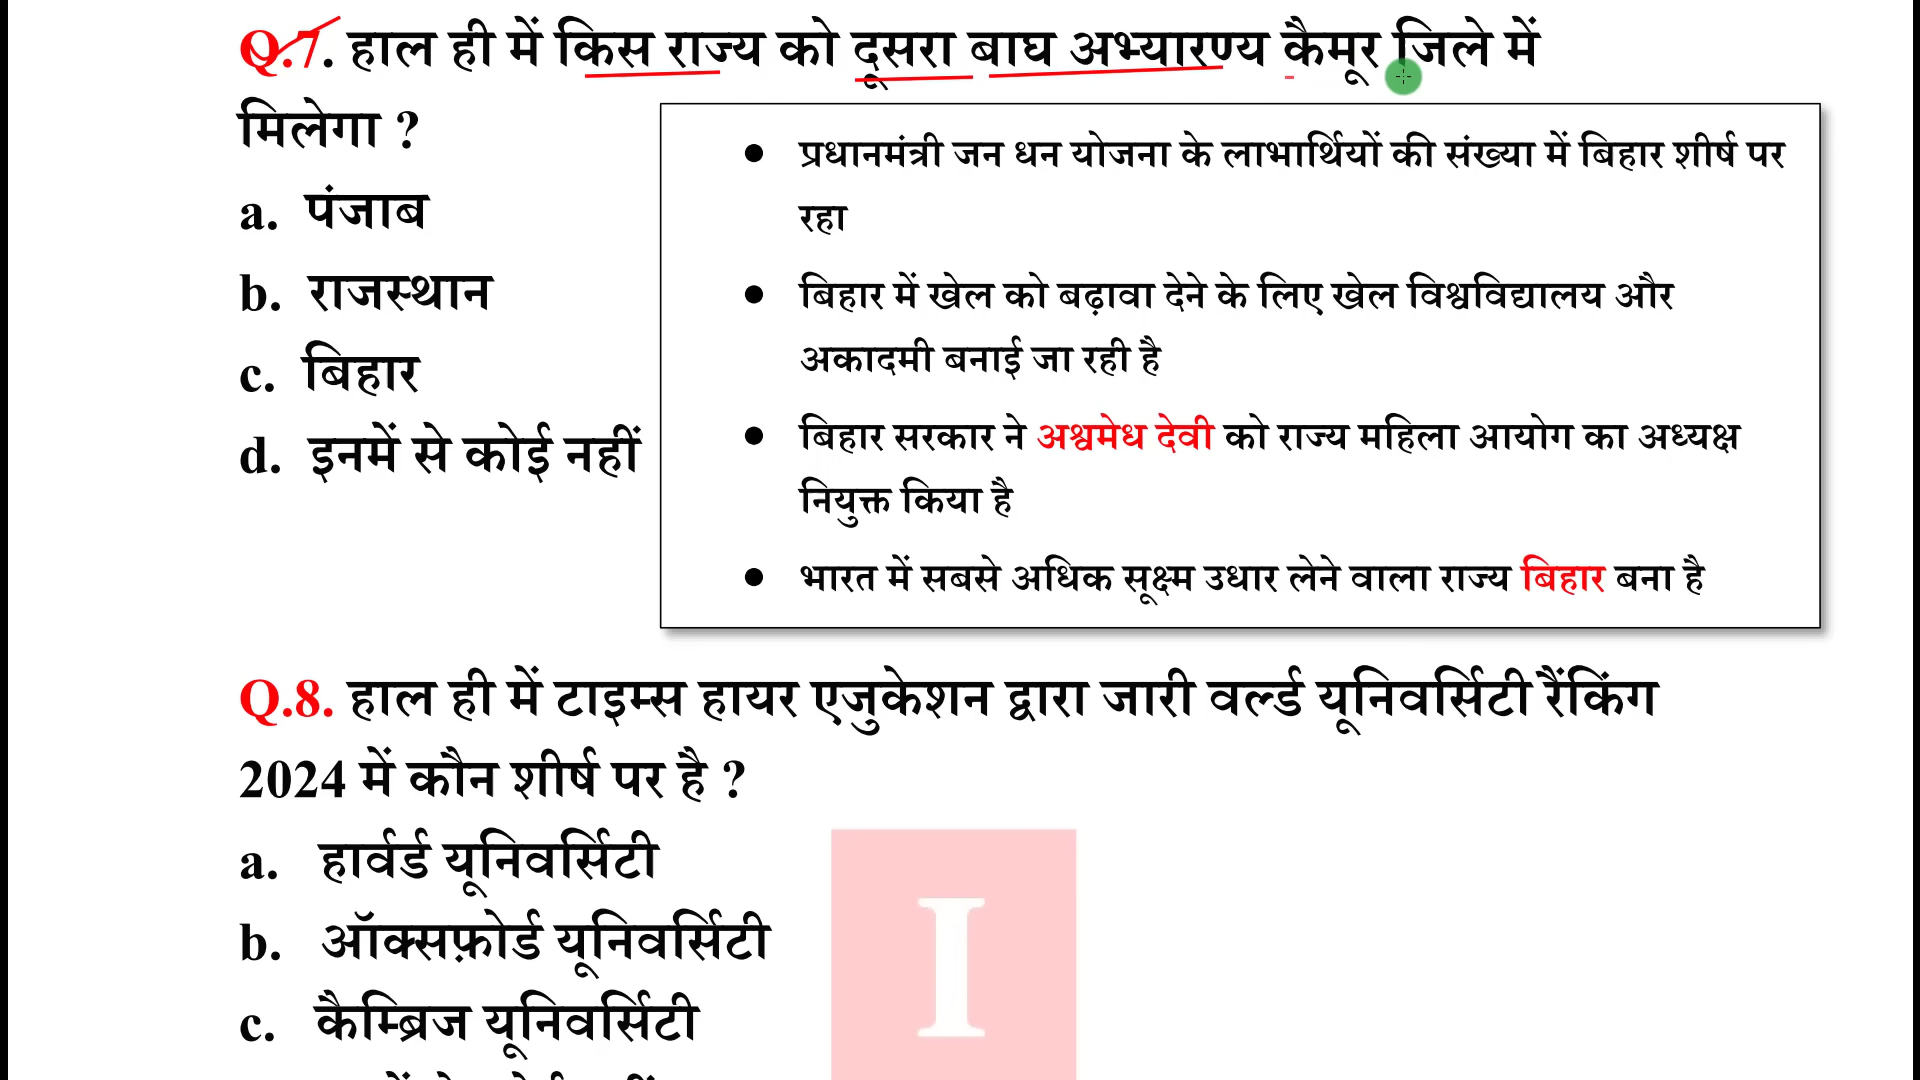 Q.7. हाल ही में किस राज्य को दूसरा बाघ अभ्यारण्य कैमूर जिले में
मिलेगा ?
a. पंजाब
b. राजस्थान
c. बिहार
d. इनमें से कोई नहीं
● प्रधानमंत्री जन धन योजना के लाभार्थियों की संख्या में बिहार शीर्ष पर
रहा
● बिहार में खेल को बढ़ावा देने के लिए खेल विश्वविद्यालय और
अकादमी बनाई जा रही है
● बिहार सरकार ने अश्वमेध देवी को राज्य महिला आयोग का अध्यक्ष
नियुक्त किया है
● भारत में सबसे अधिक सूक्ष्म उधार लेने वाला राज्य बिहार बना है
Q.8. हाल ही में टाइम्स हायर एजुकेशन द्वारा जारी वर्ल्ड यूनिवर्सिटी रैंकिंग
2024 में कौन शीर्ष पर है ?
a. हार्वर्ड यूनिवर्सिटी
b. ऑक्सफ़ोर्ड यूनिवर्सिटी
c. कैम्ब्रिज यूनिवर्सिटी
I